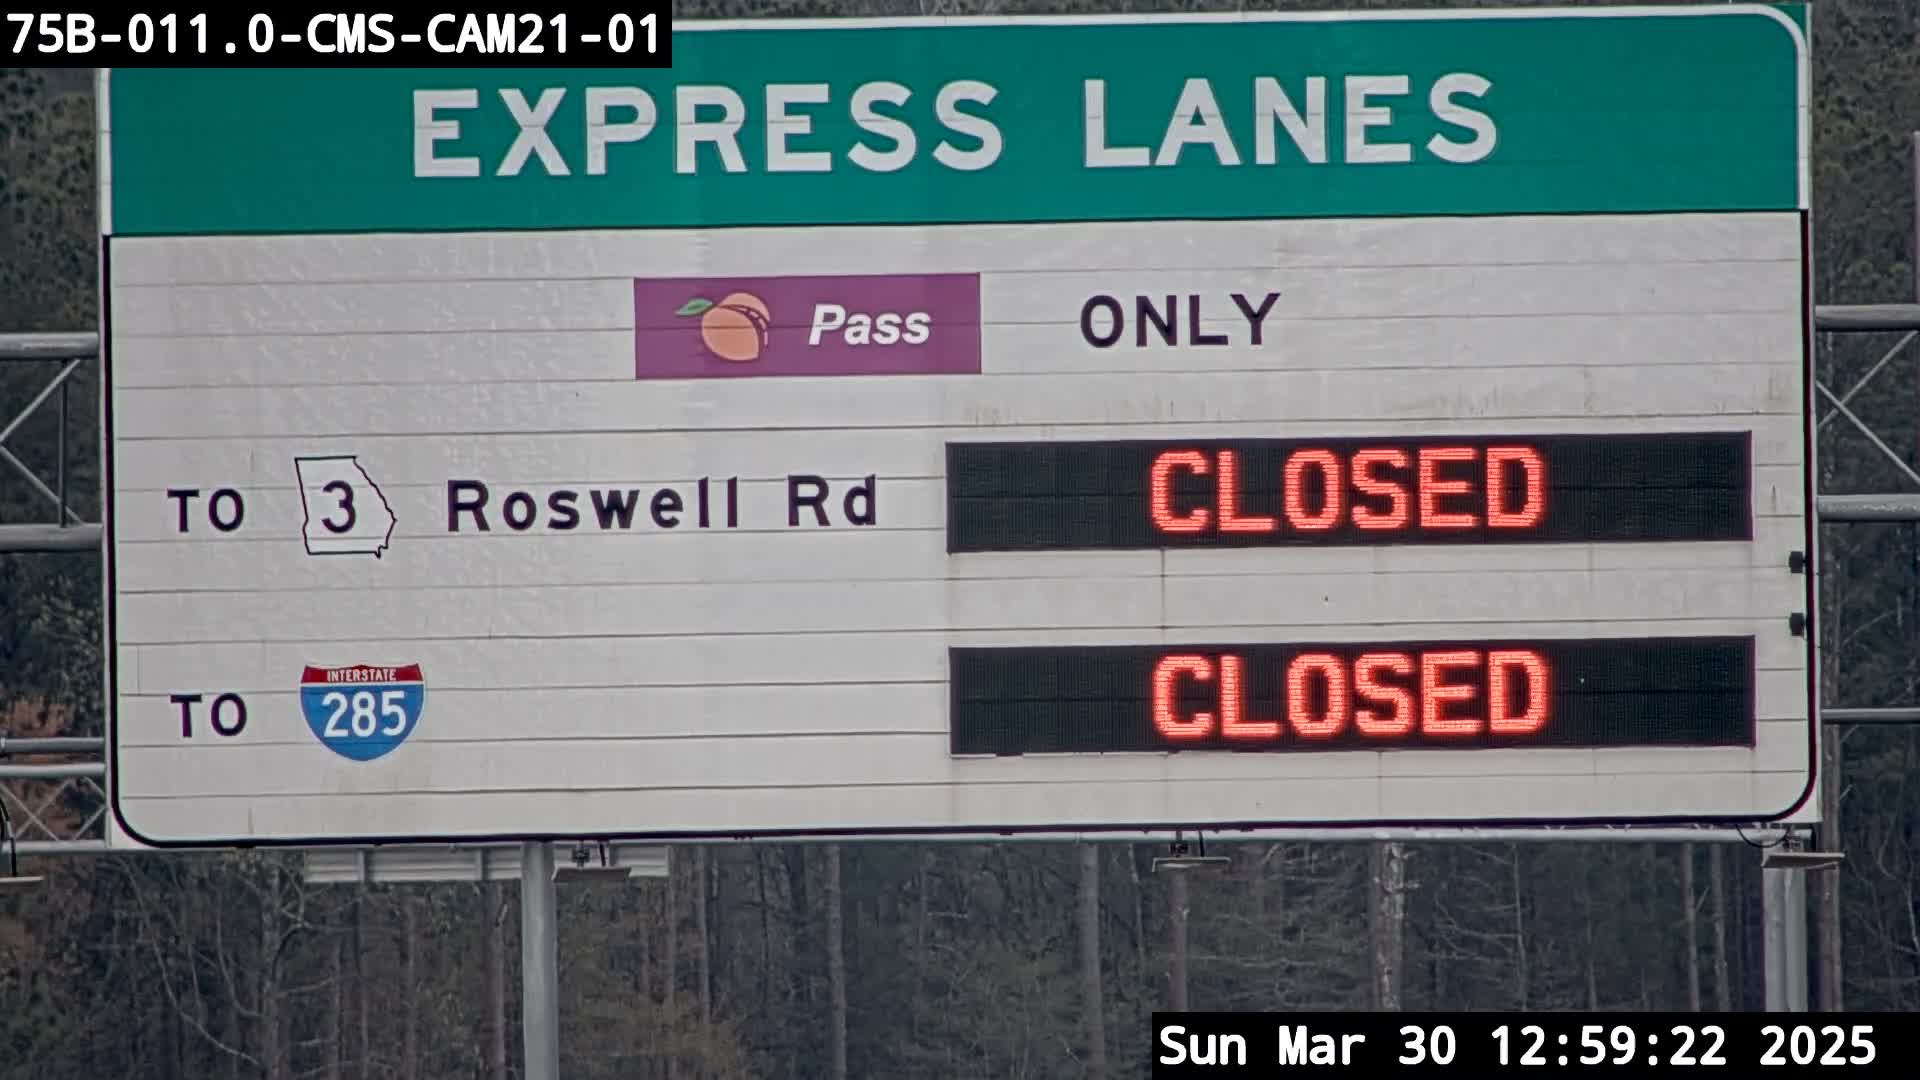 75B-011.0-CMS-CAM21-01
EXPRESS LANES
Pass ONLY
TO 3 Roswell Rd CLOSED
TO INTERSTATE 285 CLOSED
Sun Mar 30 12:59:22 2025